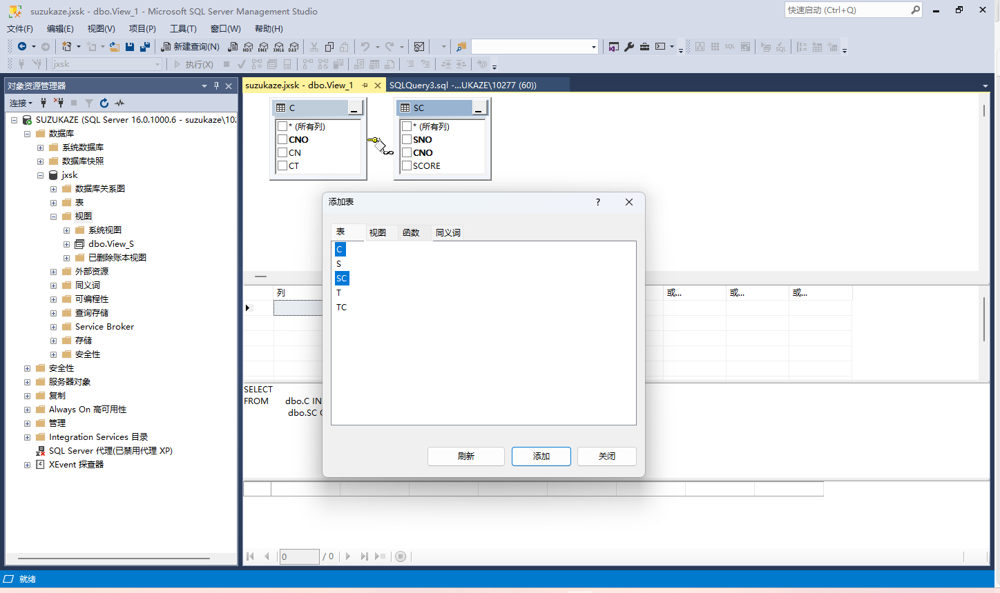 suzukaze.jxsk - dbo.View_1 - Microsoft SQL Server Management Studio
快速启动 (Ctrl+Q)
文件(F) 编辑(E) 视图(V) 项目(P) 工具(T) 窗口(W) 帮助(H)
新建查询(N) MDX DMX XMLA DAX SQL
jxsk 执行(X)
对象资源管理器
连接
SUZUKAZE (SQL Server 16.0.1000.6 - suzukaze\102
数据库
系统数据库
数据库快照
jxsk
数据库关系图
表
视图
系统视图
dbo.View_S
已删除账本视图
外部资源
同义词
可编程性
查询存储
Service Broker
存储
安全性
安全性
服务器对象
复制
Always On 高可用性
管理
Integration Services 目录
SQL Server 代理(已禁用代理 XP)
XEvent 探查器
suzukaze.jxsk - dbo.View_1 SQLQuery3.sql -...UKAZE\10277 (60))
C
* (所有列)
CNO
CN
CT
SC
* (所有列)
SNO
CNO
SCORE
添加表 ?
表 视图 函数 同义词
C
S
SC
T
TC
刷新 添加 关闭
列 或... 或... 或...
SELECT
FROM dbo.C IN
dbo.SC
0 / 0
就绪